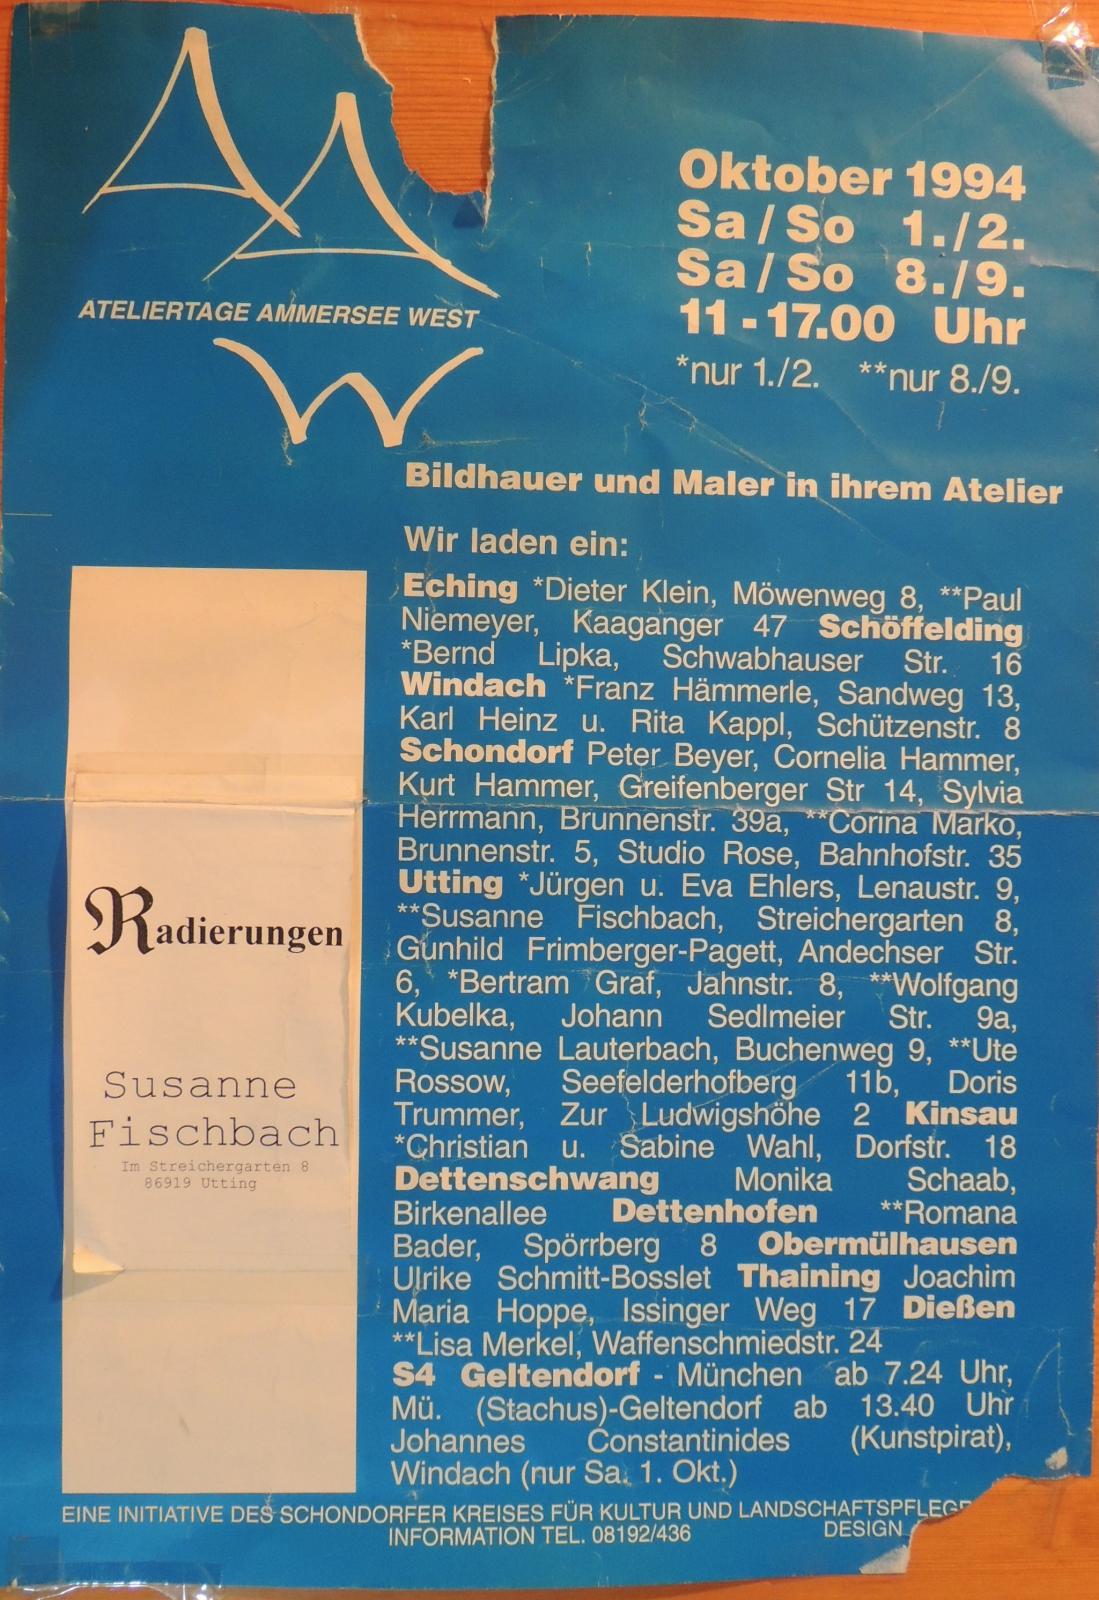 ATELIERTAGE AMMERSEE WEST
Oktober 1994
Sa / So 1./2.
Sa / So 8./9.
11 - 17.00 Uhr
*nur 1./2. **nur 8./9.
Bildhauer und Maler in ihrem Atelier
Wir laden ein:
Eching *Dieter Klein, Möwenweg 8, **Paul
Niemeyer, Kaaganger 47 Schöffelding
*Bernd Lipka, Schwabhauser Str. 16
Windach *Franz Hämmerle, Sandweg 13,
Karl Heinz u. Rita Kappl, Schützenstr. 8
Schondorf Peter Beyer, Cornelia Hammer,
Kurt Hammer, Greifenberger Str 14, Sylvia
Herrmann, Brunnenstr. 39a, **Corina Marko,
Brunnenstr. 5, Studio Rose, Bahnhofstr. 35
Utting *Jürgen u. Eva Ehlers, Lenaustr. 9,
**Susanne Fischbach, Streichergarten 8,
Gunhild Frimberger-Pagett, Andechser Str.
6, *Bertram Graf, Jahnstr. 8, **Wolfgang
Kubelka, Johann Sedlmeier Str. 9a,
**Susanne Lauterbach, Buchenweg 9, **Ute
Rossow, Seefelderhofberg 11b, Doris
Trummer, Zur Ludwigshöhe 2 Kinsau
*Christian u. Sabine Wahl, Dorfstr. 18
Dettenschwang Monika Schaab,
Birkenallee Dettenhofen **Romana
Bader, Spörrberg 8 Obermülhausen
Ulrike Schmitt-Bosslet Thaining Joachim
Maria Hoppe, Issinger Weg 17 Dießen
**Lisa Merkel, Waffenschmiedstr. 24
S4 Geltendorf - München ab 7.24 Uhr,
Mü. (Stachus)-Geltendorf ab 13.40 Uhr
Johannes Constantinides (Kunstpirat),
Windach (nur Sa. 1. Okt.)
Radierungen
Susanne
Fischbach
Im Streichergarten 8
86919 Utting
EINE INITIATIVE DES SCHONDORFER KREISES FÜR KULTUR UND LANDSCHAFTSPFLEGE
INFORMATION TEL. 08192/436
DESIGN